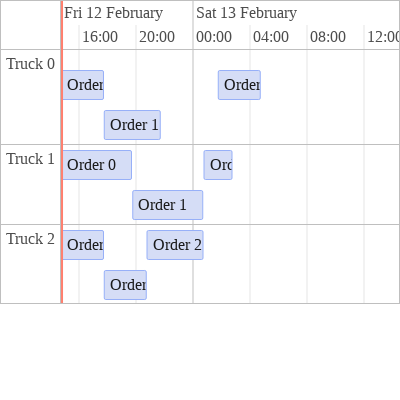 Fri 12 February Sat 13 February
16:00 20:00 00:00 04:00 08:00 12:00
Truck 0
Order Order
Order 1
Truck 1
Order 0 Ord
Order 1
Truck 2
Order Order 2
Order